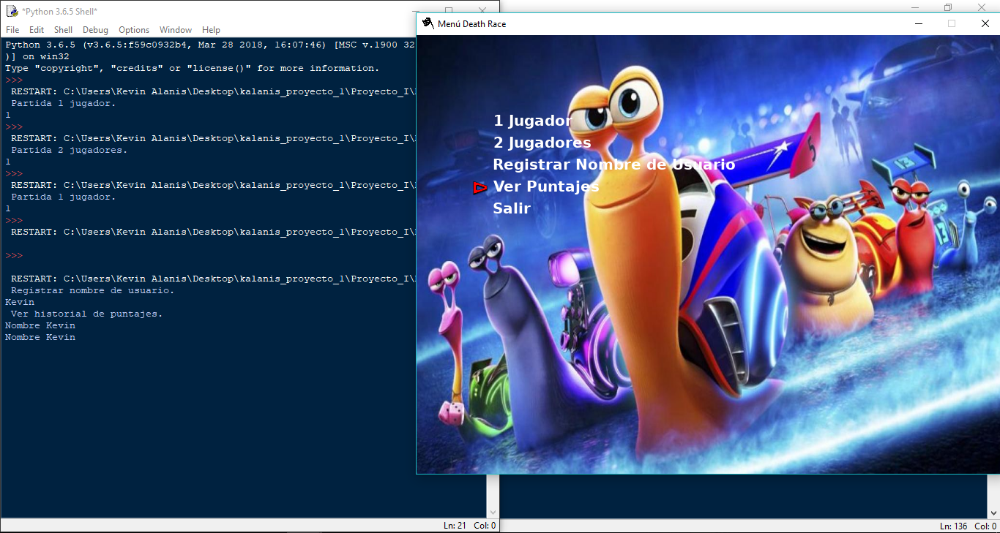 *Python 3.6.5 Shell*
File Edit Shell Debug Options Window Help
Python 3.6.5 (v3.6.5:f59c0932b4, Mar 28 2018, 16:07:46) [MSC v.1900 32
)] on win32
Type "copyright", "credits" or "license()" for more information.
>>>
RESTART: C:\Users\Kevin Alanis\Desktop\kalanis_proyecto_1\Proyecto_I\
Partida 1 jugador.
1
>>>
RESTART: C:\Users\Kevin Alanis\Desktop\kalanis_proyecto_1\Proyecto_I\
Partida 2 jugadores.
1
>>>
RESTART: C:\Users\Kevin Alanis\Desktop\kalanis_proyecto_1\Proyecto_I\
Partida 1 jugador.
1
>>>
RESTART: C:\Users\Kevin Alanis\Desktop\kalanis_proyecto_1\Proyecto_I\
>>>
RESTART: C:\Users\Kevin Alanis\Desktop\kalanis_proyecto_1\Proyecto_I\
Registrar nombre de usuario.
Kevin
Ver historial de puntajes.
Nombre Kevin
Nombre Kevin
Ln: 21 Col: 0
Menú Death Race
1 Jugador
2 Jugadores
Registrar Nombre de Usuario
Ver Puntajes
Salir
5
13
13
Ln: 136 Col: 0